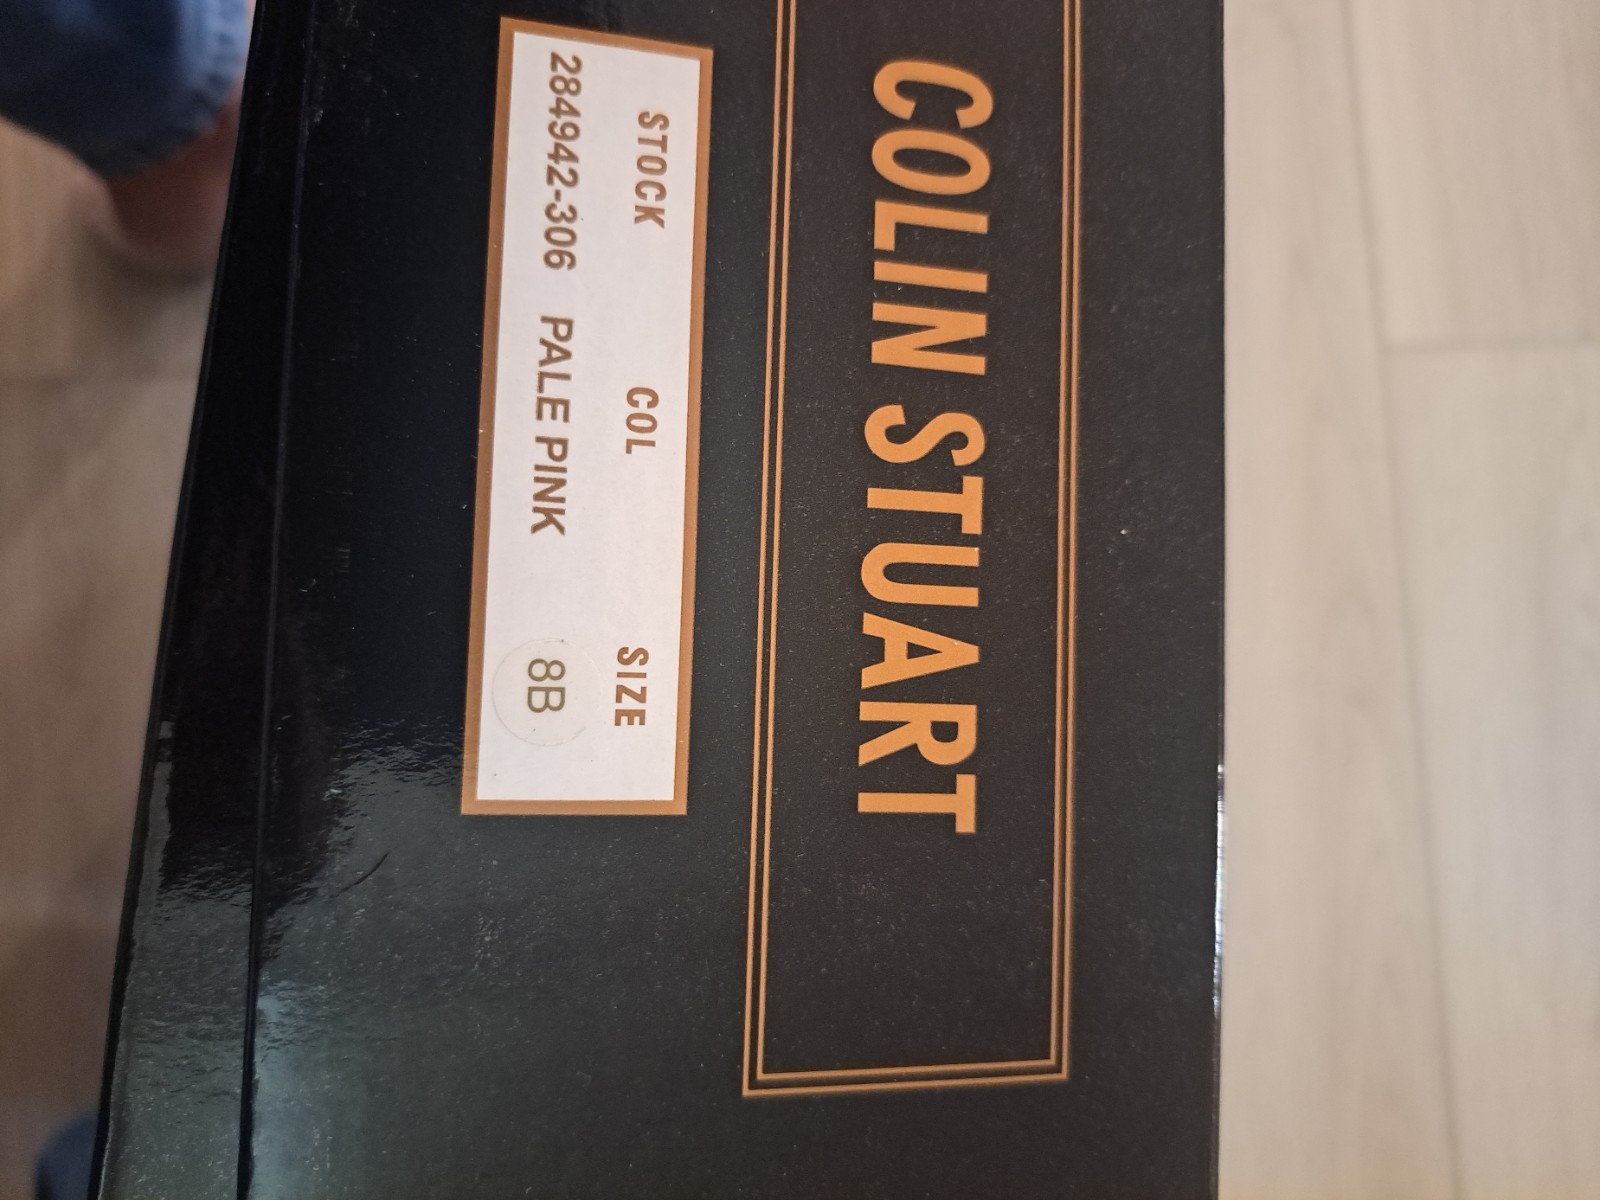 COLIN STUART
STOCK COL SIZE
284942-306 PALE PINK 8B